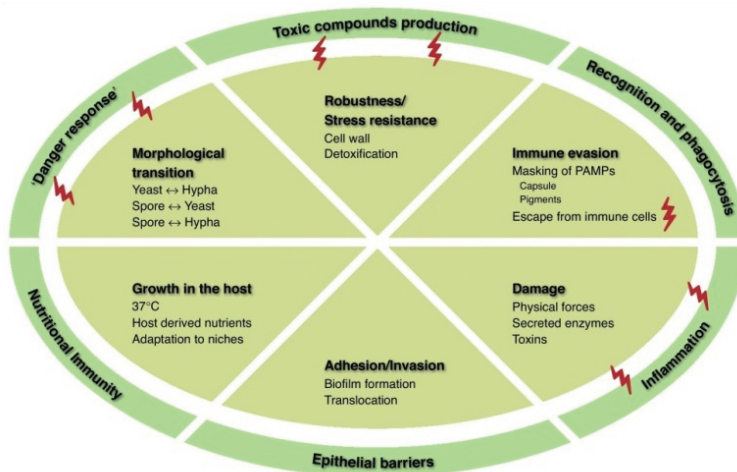 Toxic compounds production
'Danger response'
Recognition and phagocytosis
Robustness/
Stress resistance
Cell wall
Detoxification
Morphological
transition
Yeast ↔ Hypha
Spore ↔ Yeast
Spore ↔ Hypha
Immune evasion
Masking of PAMPs
Capsule
Pigments
Escape from immune cells
Growth in the host
37°C
Host derived nutrients
Adaptation to niches
Damage
Physical forces
Secreted enzymes
Toxins
Adhesion/Invasion
Biofilm formation
Translocation
Nutritional Immunity
Inflammation
Epithelial barriers